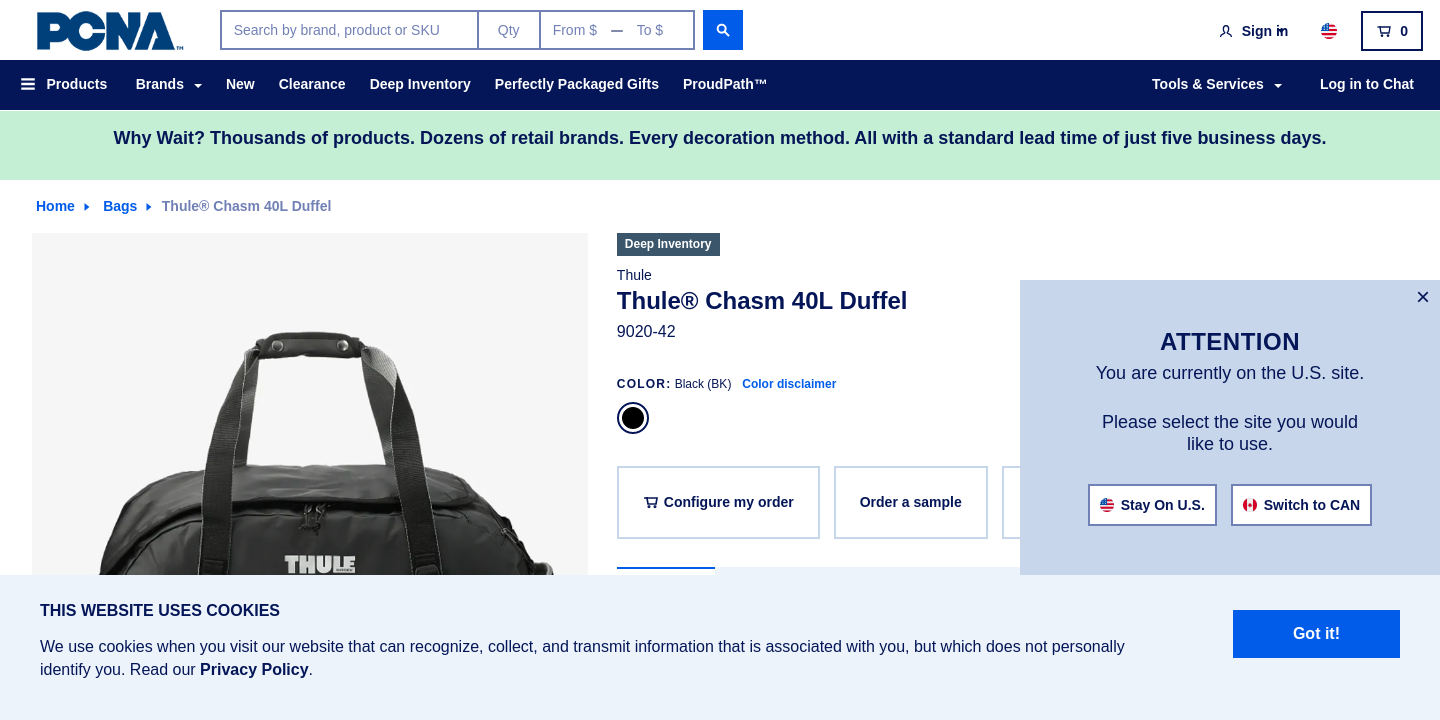 PCNA™
Search by brand, product or SKU
Qty
From $ — To $
Sign in
0
Products
Brands
New
Clearance
Deep Inventory
Perfectly Packaged Gifts
ProudPath™
Tools & Services
Log in to Chat
Why Wait? Thousands of products. Dozens of retail brands. Every decoration method. All with a standard lead time of just five business days.
Home
Bags
Thule® Chasm 40L Duffel
Deep Inventory
Thule
Thule® Chasm 40L Duffel
9020-42
COLOR: Black (BK) Color disclaimer
Configure my order
Order a sample
THULE
×
ATTENTION
You are currently on the U.S. site.
Please select the site you would
like to use.
Stay On U.S.
Switch to CAN
THIS WEBSITE USES COOKIES
We use cookies when you visit our website that can recognize, collect, and transmit information that is associated with you, but which does not personally
identify you. Read our Privacy Policy.
Got it!